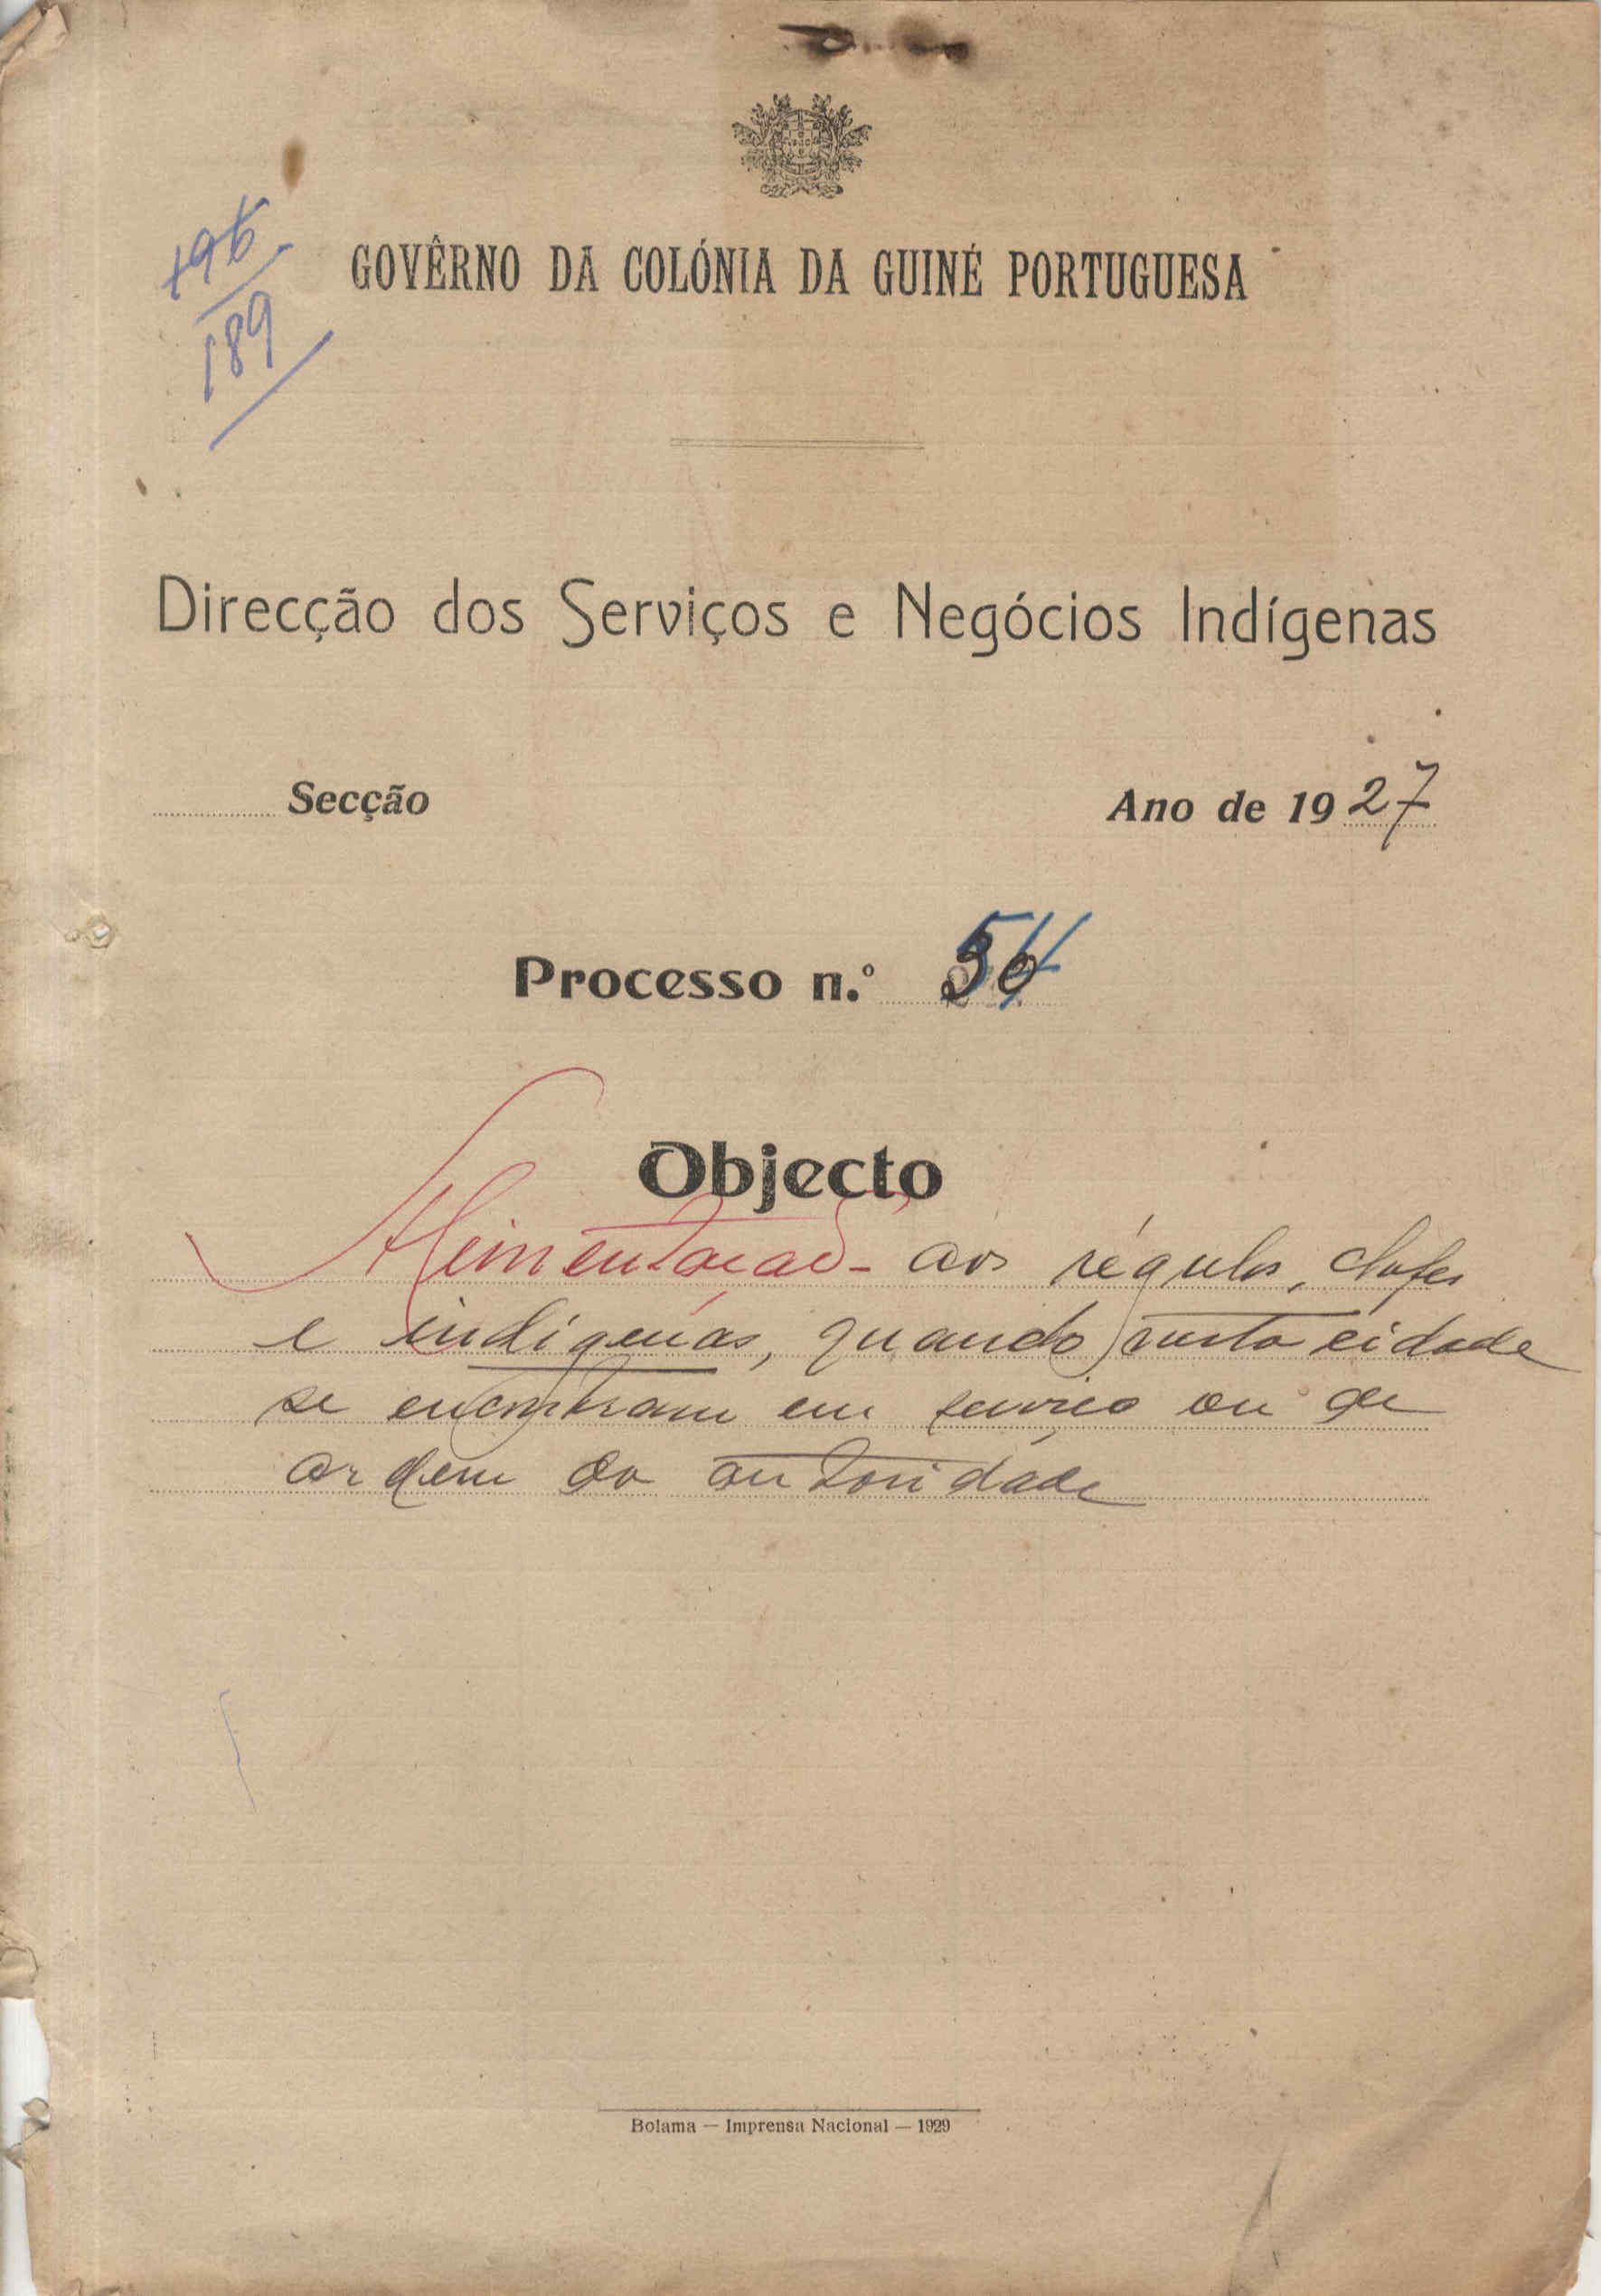 196
189
GOVÊRNO DA COLÓNIA DA GUINÉ PORTUGUESA
Direcção dos Serviços e Negócios Indígenas
Secção
Ano de 1927
Processo n.º 54
Objecto
Alimentação - aos régulos, chefes
e indígenas, quando nesta cidade
se encontram em serviço ou de
ordem da autoridade
Bolama — Imprensa Nacional — 1929